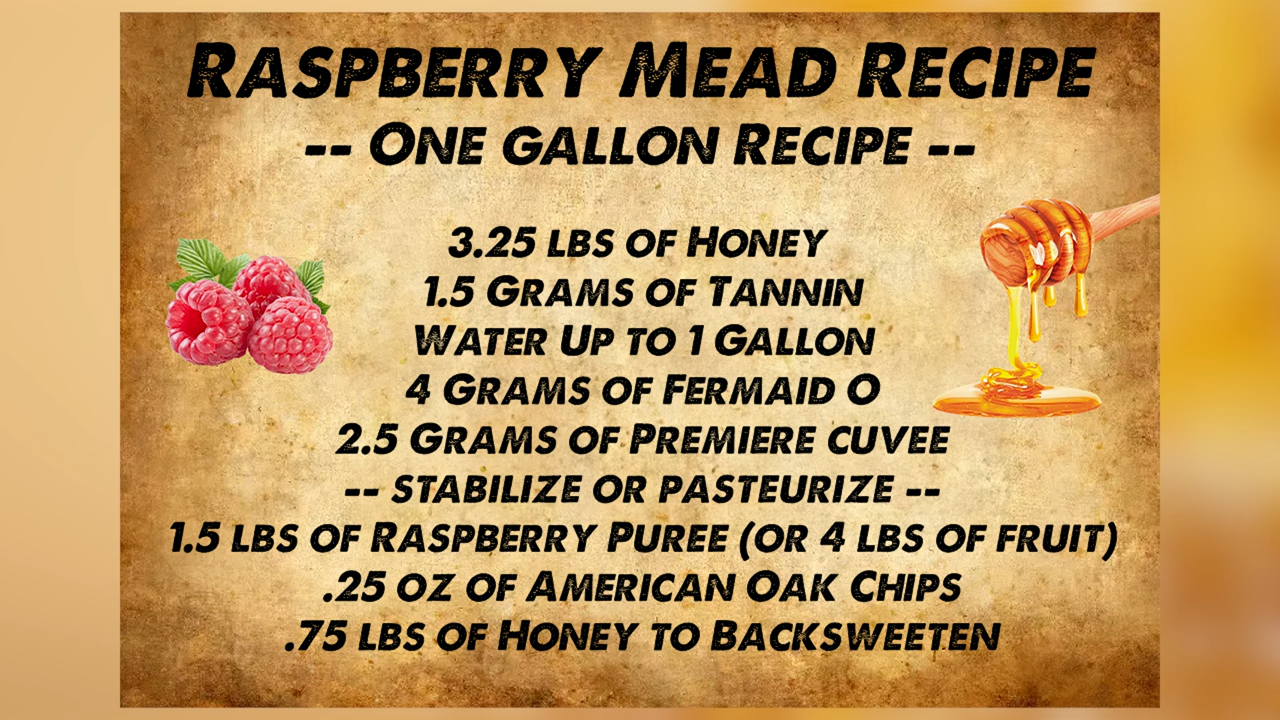 Raspberry Mead Recipe
-- One gallon Recipe --
3.25 lbs of Honey
1.5 Grams of Tannin
Water Up to 1 Gallon
4 Grams of Fermaid O
2.5 Grams of Premiere cuvee
-- stabilize or pasteurize --
1.5 lbs of Raspberry Puree (or 4 lbs of fruit)
.25 oz of American Oak Chips
.75 lbs of Honey to Backsweeten